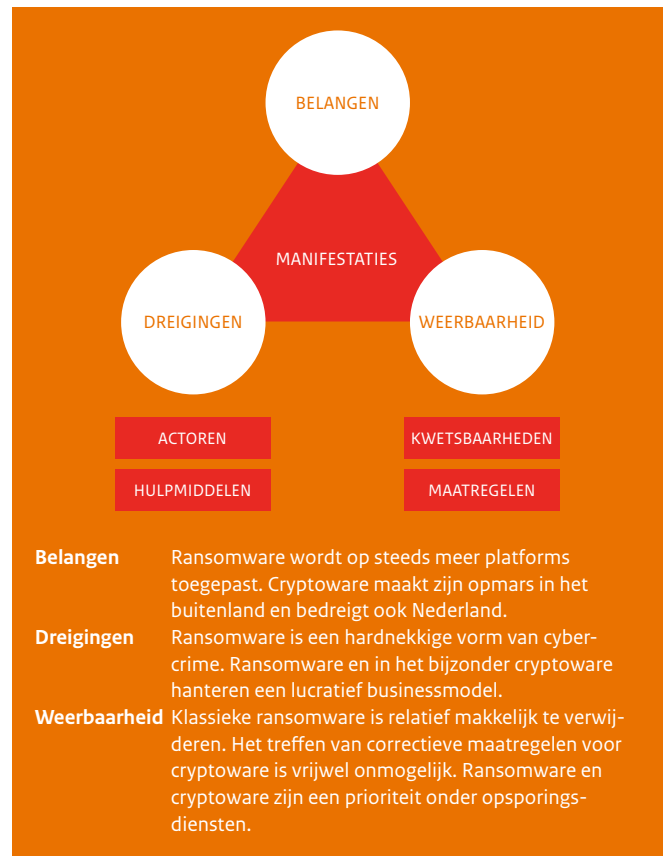 BELANGEN
MANIFESTATIES
DREIGINGEN
WEERBAARHEID
ACTOREN
KWETSBAARHEDEN
HULPMIDDELEN
MAATREGELEN
Belangen Ransomware wordt op steeds meer platforms
toegepast. Cryptoware maakt zijn opmars in het
buitenland en bedreigt ook Nederland.
Dreigingen Ransomware is een hardnekkige vorm van cyber-
crime. Ransomware en in het bijzonder cryptoware
hanteren een lucratief businessmodel.
Weerbaarheid Klassieke ransomware is relatief makkelijk te verwij-
deren. Het treffen van correctieve maatregelen voor
cryptoware is vrijwel onmogelijk. Ransomware en
cryptoware zijn een prioriteit onder opsporings-
diensten.